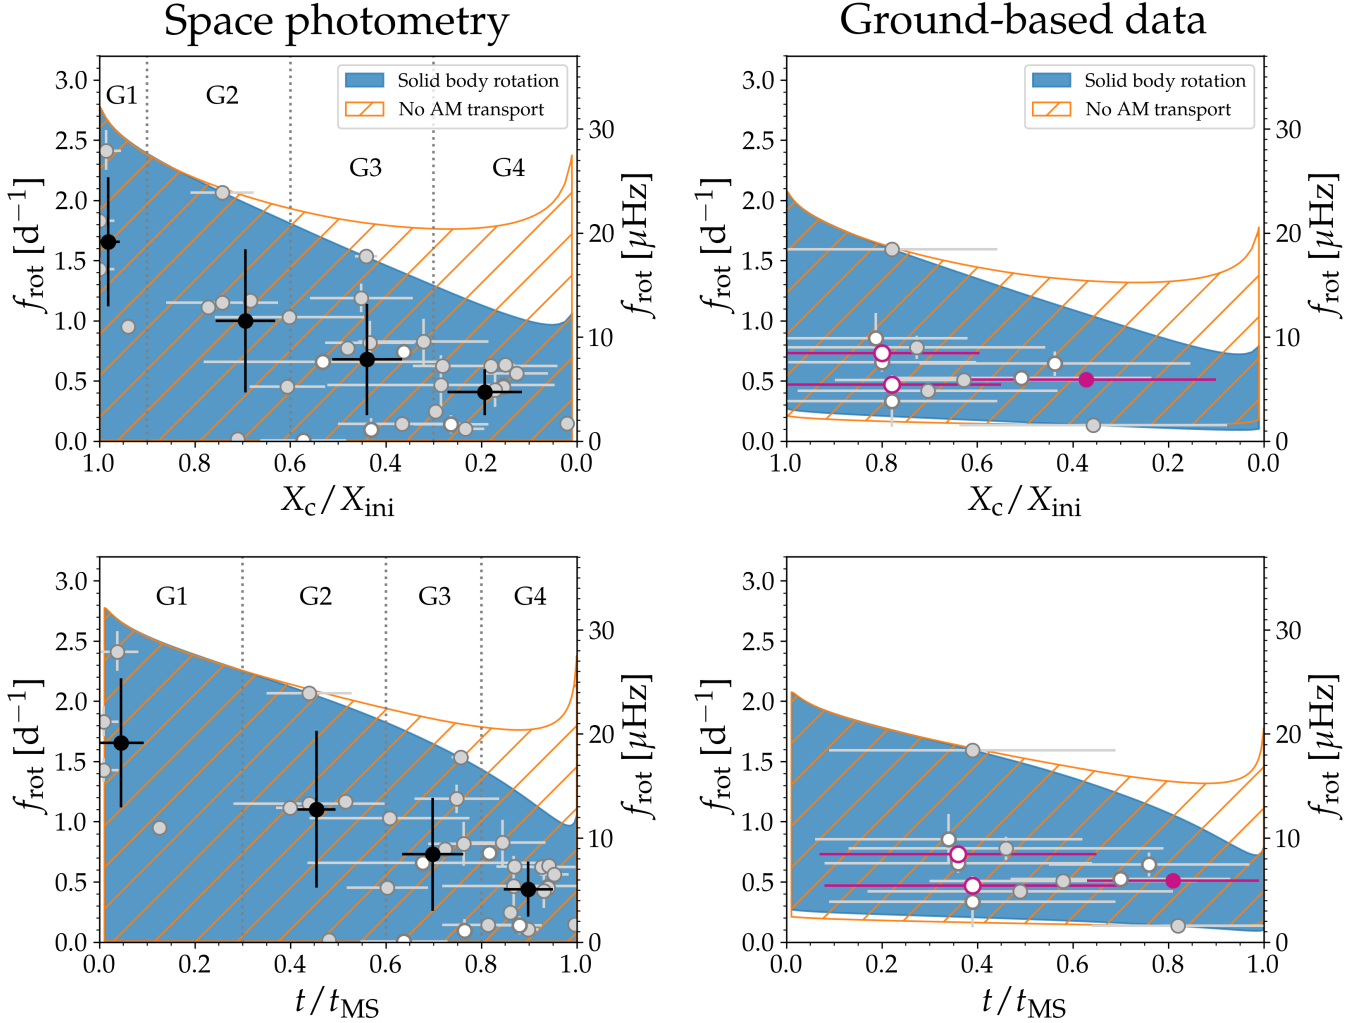 Space photometry
Ground-based data
3.0
2.5
2.0
1.5
1.0
0.5
0.0
f_rot [d⁻¹]
G1
G2
G3
G4
Solid body rotation
No AM transport
30
20
10
0
f_rot [μHz]
1.0 0.8 0.6 0.4 0.2 0.0
X_c / X_ini
3.0
2.5
2.0
1.5
1.0
0.5
0.0
f_rot [d⁻¹]
Solid body rotation
No AM transport
30
20
10
0
f_rot [μHz]
1.0 0.8 0.6 0.4 0.2 0.0
X_c / X_ini
3.0
2.5
2.0
1.5
1.0
0.5
0.0
f_rot [d⁻¹]
G1
G2
G3
G4
30
20
10
0
f_rot [μHz]
0.0 0.2 0.4 0.6 0.8 1.0
t / t_MS
3.0
2.5
2.0
1.5
1.0
0.5
0.0
f_rot [d⁻¹]
30
20
10
0
f_rot [μHz]
0.0 0.2 0.4 0.6 0.8 1.0
t / t_MS